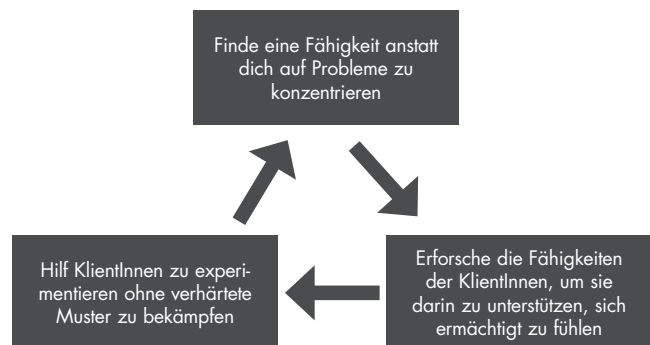 Finde eine Fähigkeit anstatt
dich auf Probleme zu
konzentrieren
Erforsche die Fähigkeiten
der KlientInnen, um sie
darin zu unterstützen, sich
ermächtigt zu fühlen
Hilf KlientInnen zu experi-
mentieren ohne verhärtete
Muster zu bekämpfen